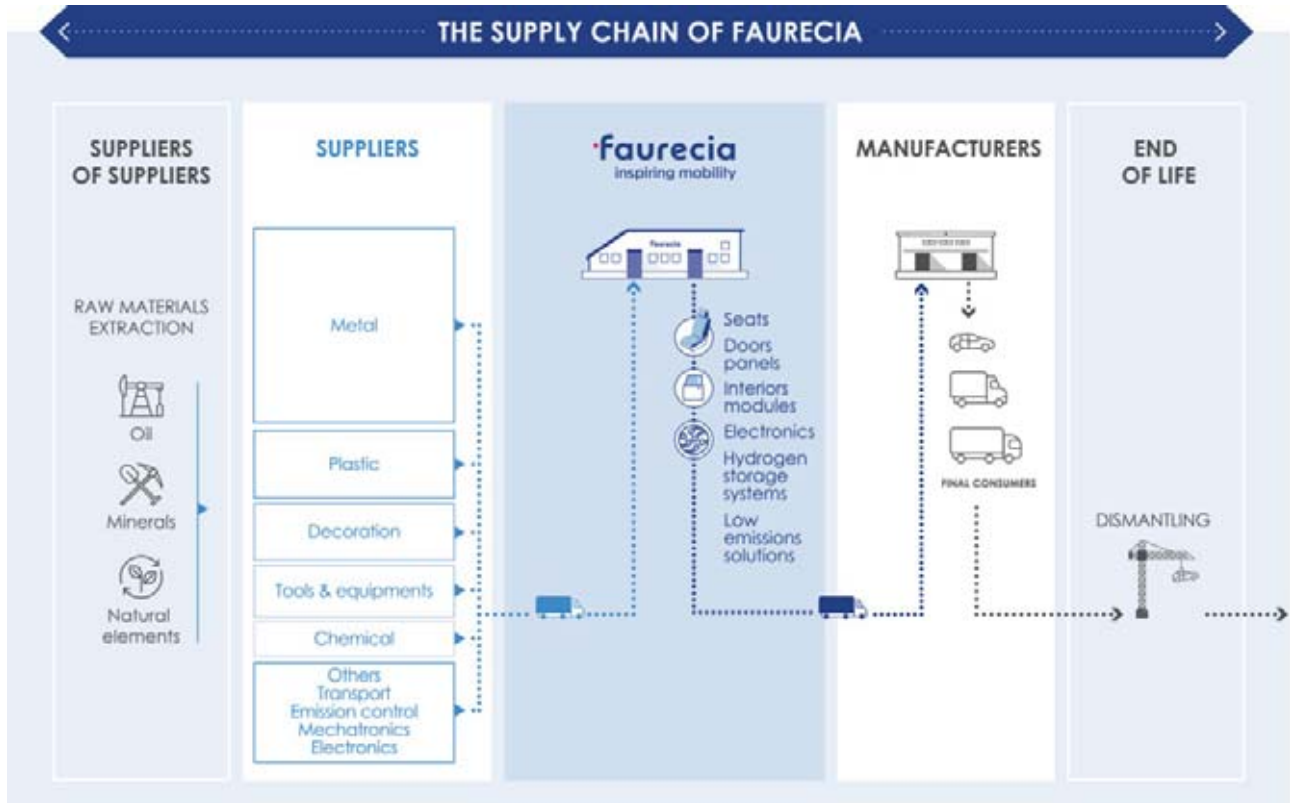 THE SUPPLY CHAIN OF FAURECIA
SUPPLIERS
OF SUPPLIERS
RAW MATERIALS
EXTRACTION
Oil
Minerals
Natural
elements
SUPPLIERS
Metal
Plastic
Decoration
Tools & equipments
Chemical
Others
Transport
Emission control
Mechatronics
Electronics
faurecia
inspiring mobility
faurecia
Seats
Doors
panels
Interiors
modules
Electronics
Hydrogen
storage
systems
Low
emissions
solutions
MANUFACTURERS
FINAL CONSUMERS
END
OF LIFE
DISMANTLING